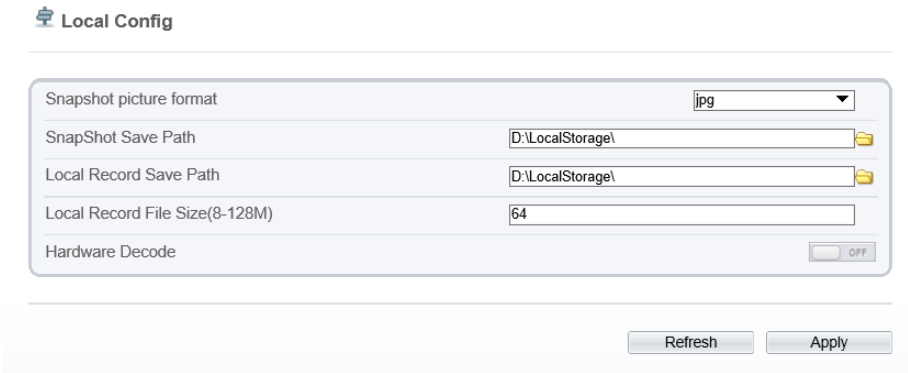 Local Config
Snapshot picture format jpg
SnapShot Save Path D:\LocalStorage\
Local Record Save Path D:\LocalStorage\
Local Record File Size(8-128M) 64
Hardware Decode OFF
Refresh Apply